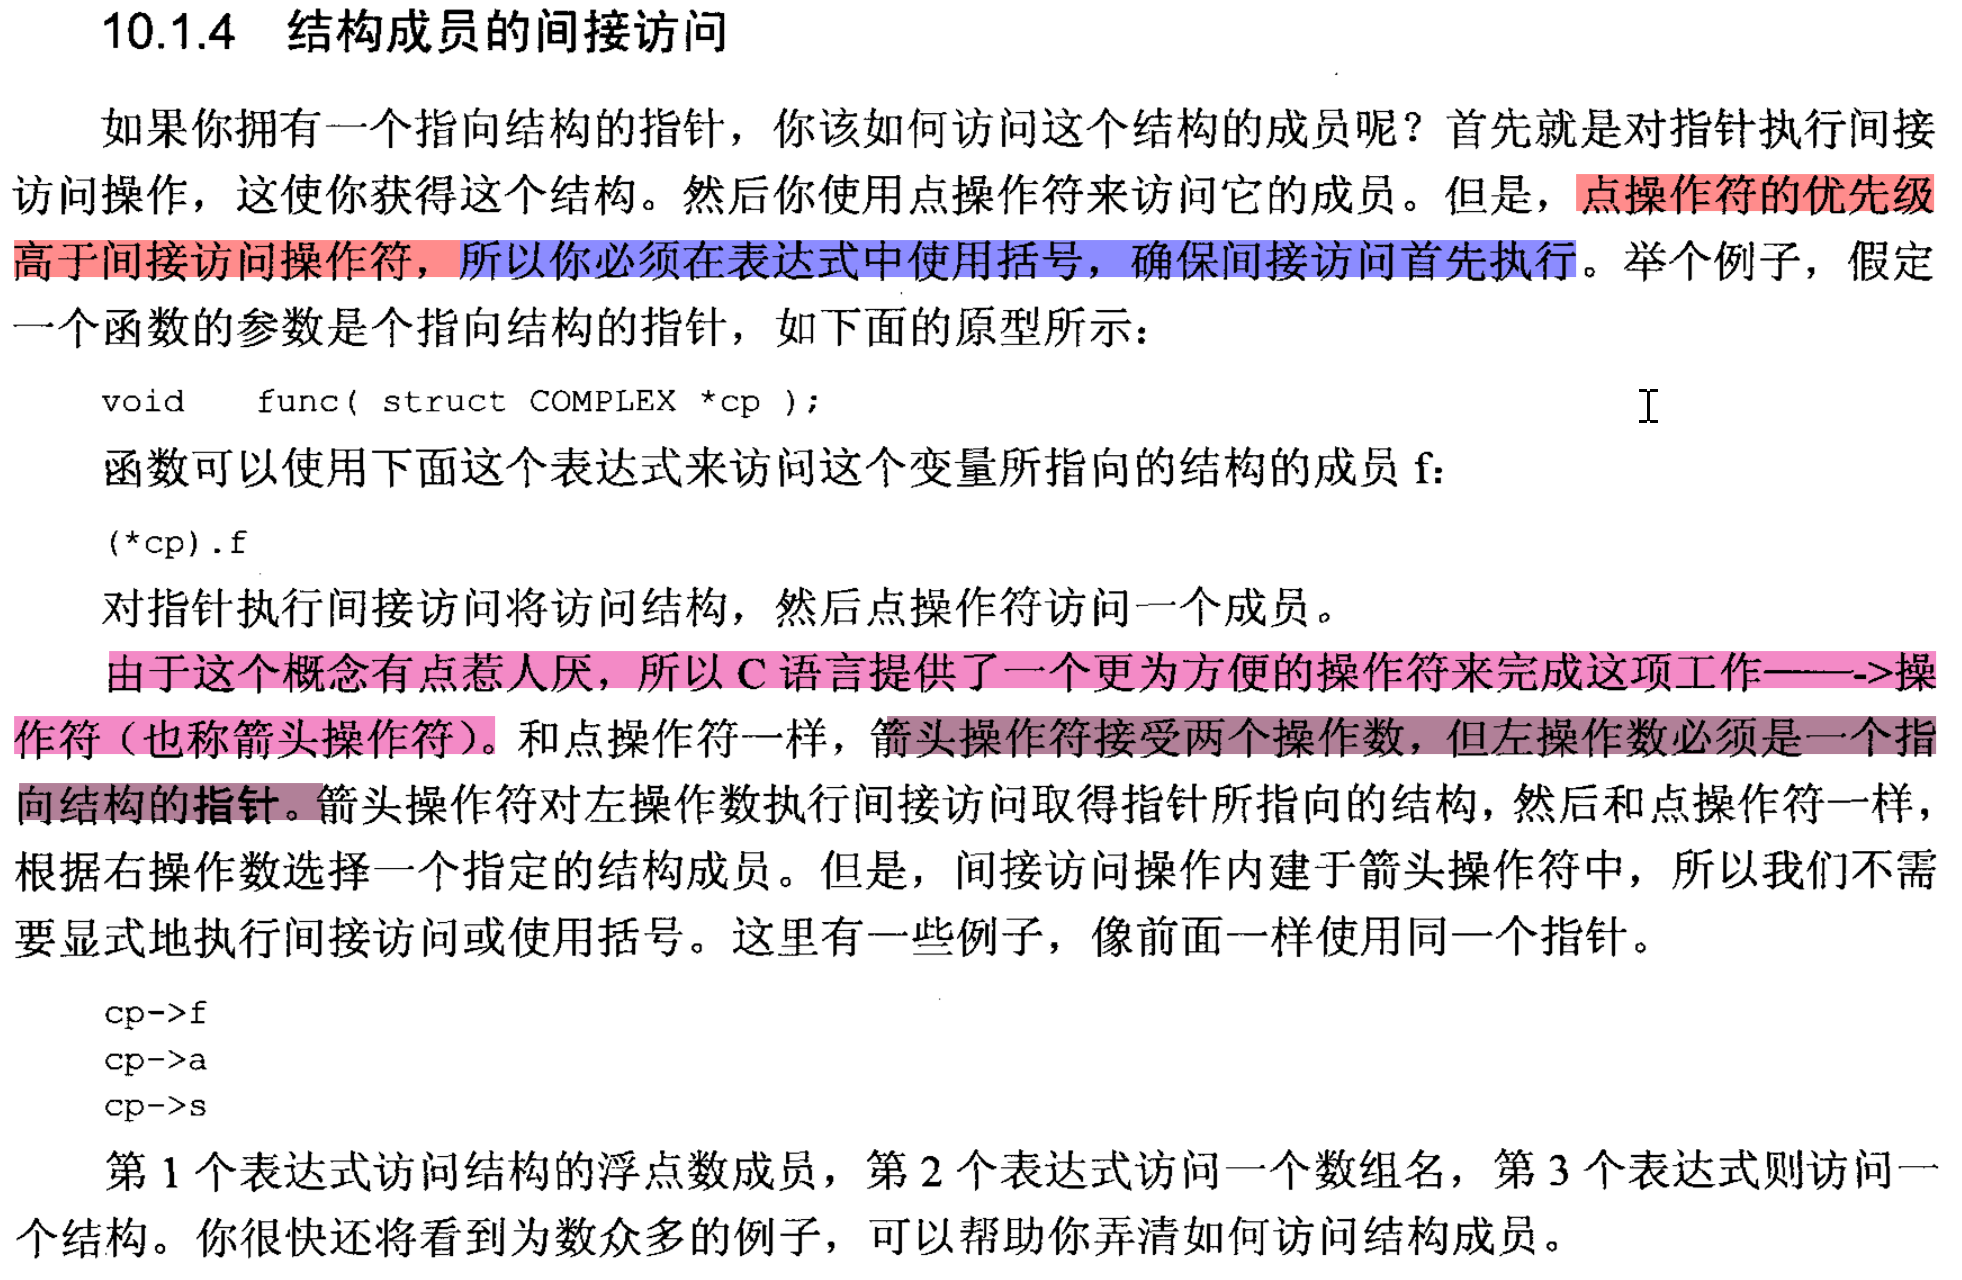 10.1.4 结构成员的间接访问
如果你拥有一个指向结构的指针，你该如何访问这个结构的成员呢？首先就是对指针执行间接
访问操作，这使你获得这个结构。然后你使用点操作符来访问它的成员。但是，点操作符的优先级
高于间接访问操作符，所以你必须在表达式中使用括号，确保间接访问首先执行。举个例子，假定
一个函数的参数是个指向结构的指针，如下面的原型所示：
void func( struct COMPLEX *cp );
函数可以使用下面这个表达式来访问这个变量所指向的结构的成员 f：
(*cp).f
对指针执行间接访问将访问结构，然后点操作符访问一个成员。
由于这个概念有点惹人厌，所以 C 语言提供了一个更为方便的操作符来完成这项工作——->操
作符（也称箭头操作符）。和点操作符一样，箭头操作符接受两个操作数，但左操作数必须是一个指
向结构的指针。箭头操作符对左操作数执行间接访问取得指针所指向的结构，然后和点操作符一样，
根据右操作数选择一个指定的结构成员。但是，间接访问操作内建于箭头操作符中，所以我们不需
要显式地执行间接访问或使用括号。这里有一些例子，像前面一样使用同一个指针。
cp->f
cp->a
cp->s
第 1 个表达式访问结构的浮点数成员，第 2 个表达式访问一个数组名，第 3 个表达式则访问一
个结构。你很快还将看到为数众多的例子，可以帮助你弄清如何访问结构成员。